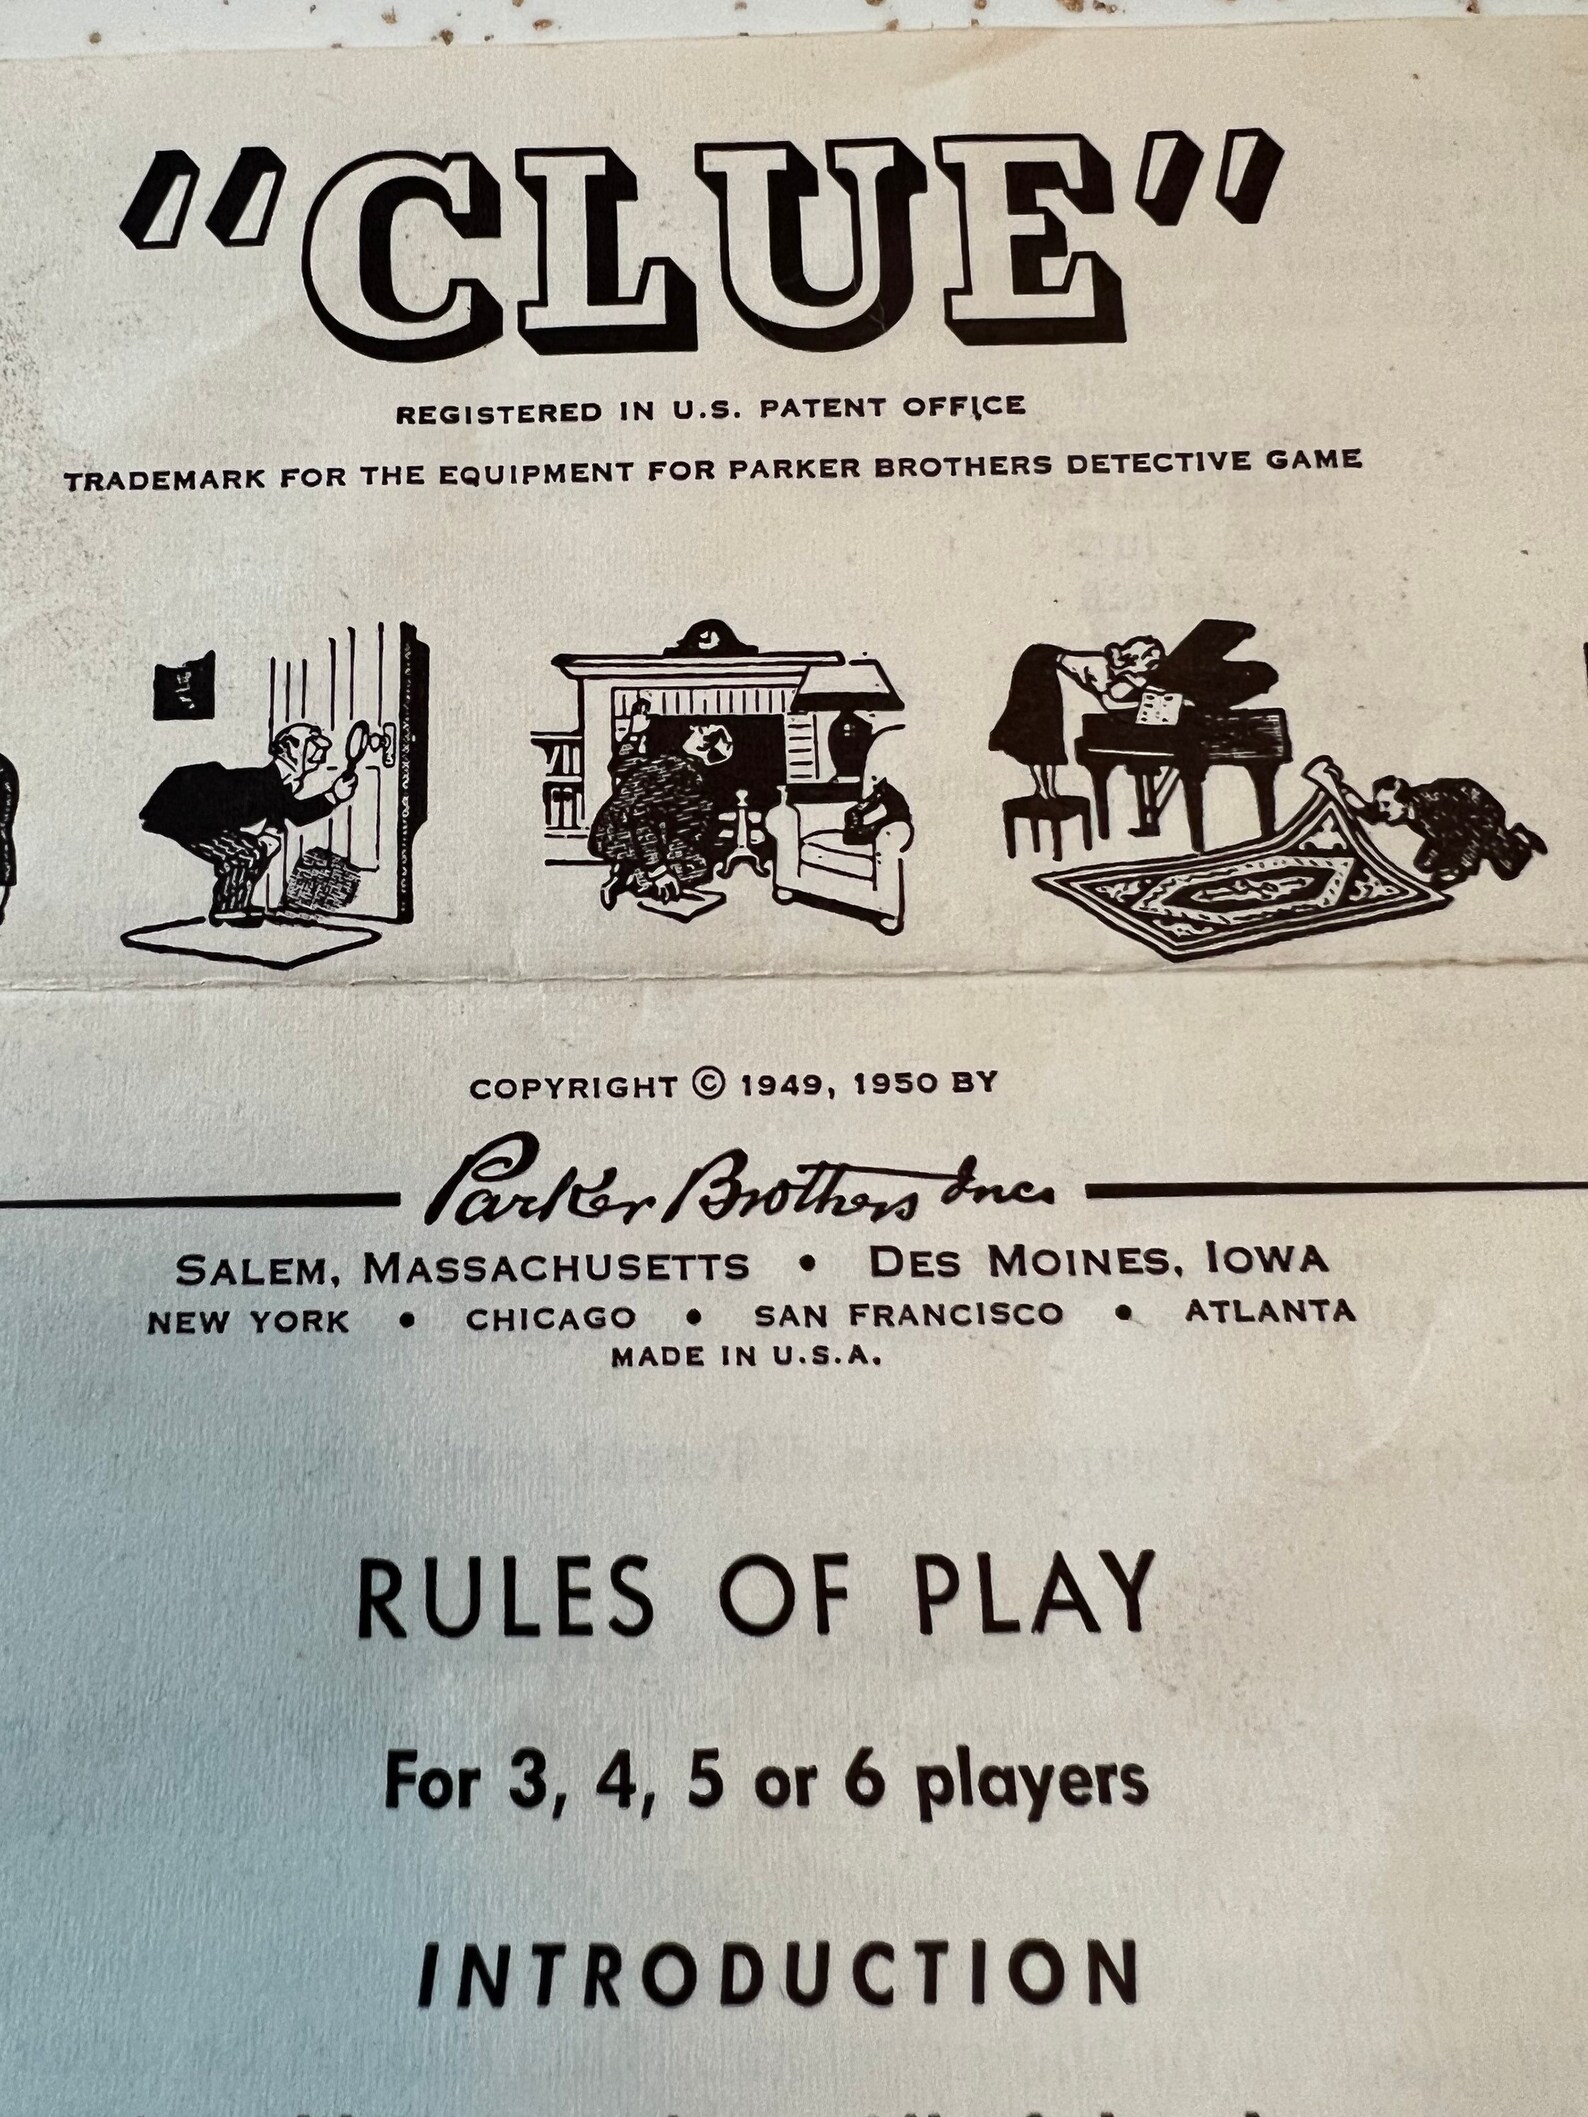 "CLUE"
REGISTERED IN U.S. PATENT OFFICE
TRADEMARK FOR THE EQUIPMENT FOR PARKER BROTHERS DETECTIVE GAME
COPYRIGHT © 1949, 1950 BY
Parker Brothers Inc.
SALEM, MASSACHUSETTS • DES MOINES, IOWA
NEW YORK • CHICAGO • SAN FRANCISCO • ATLANTA
MADE IN U.S.A.
RULES OF PLAY
For 3, 4, 5 or 6 players
INTRODUCTION